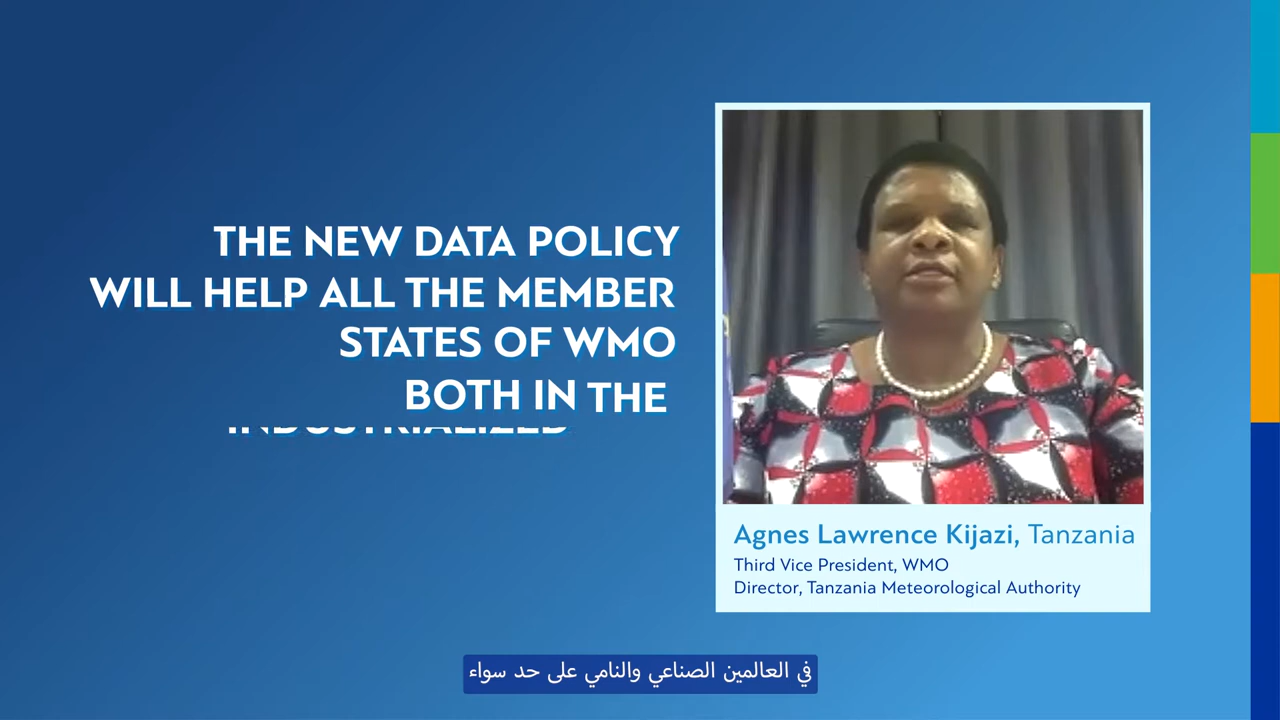 THE NEW DATA POLICY
WILL HELP ALL THE MEMBER
STATES OF WMO
BOTH IN THE
INDUSTRIALIZED
Agnes Lawrence Kijazi, Tanzania
Third Vice President, WMO
Director, Tanzania Meteorological Authority
في العالمين الصناعي والنامي على حد سواء